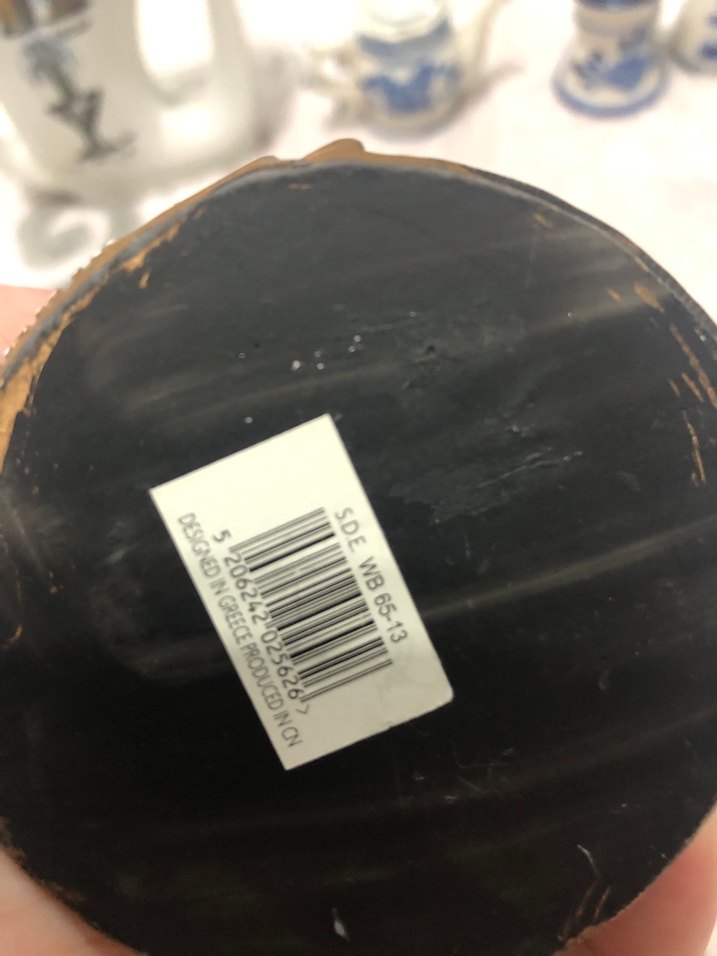 S.D.E. WB 65-13
5 206242 025626 >
DESIGNED IN GREECE PRODUCED IN CN